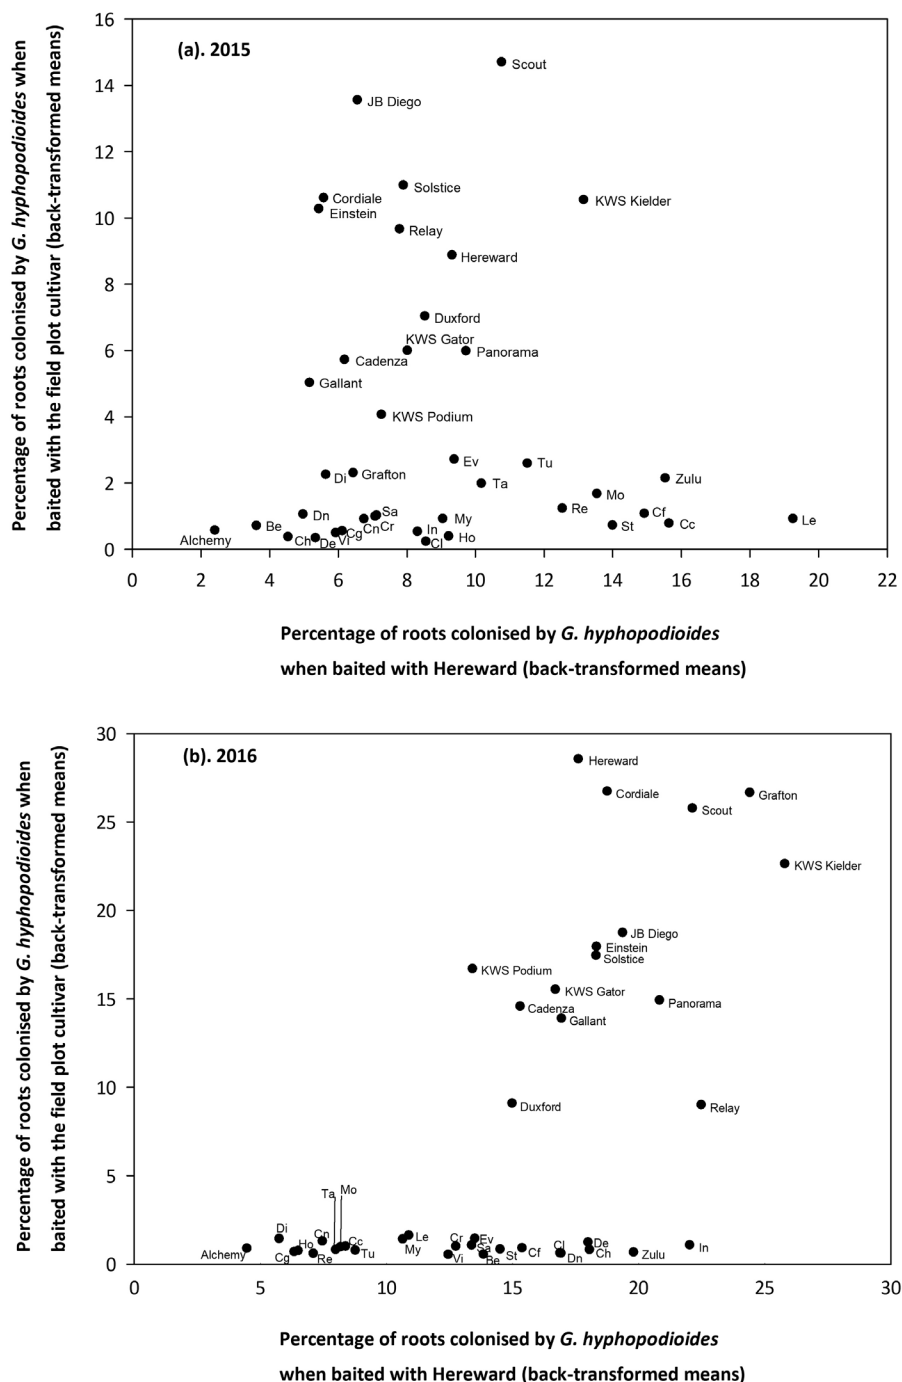 Percentage of roots colonised by G. hyphopodioides when
baited with the field plot cultivar (back-transformed means)
(a). 2015
16
14
12
10
8
6
4
2
0
Scout
JB Diego
Solstice
Cordiale
KWS Kielder
Einstein
Relay
Hereward
Duxford
KWS Gator
Panorama
Cadenza
Gallant
KWS Podium
Ev
Tu
Di
Grafton
Ta
Zulu
Mo
Re
Dn
Sa
Be
Cr
Cn
Cg
My
In
St
Cf
Cc
Le
Alchemy
Ch
De
Vi
Cl
Ho
0 2 4 6 8 10 12 14 16 18 20 22
Percentage of roots colonised by G. hyphopodioides
when baited with Hereward (back-transformed means)
Percentage of roots colonised by G. hyphopodioides when
baited with the field plot cultivar (back-transformed means)
(b). 2016
30
25
20
15
10
5
0
Hereward
Cordiale
Grafton
Scout
KWS Kielder
JB Diego
Einstein
Solstice
KWS Podium
KWS Gator
Panorama
Cadenza
Gallant
Duxford
Relay
Ta
Mo
Di
Cn
Le
Cr
Ev
Ho
Cc
Cl
De
Alchemy
Cg
Re
Tu
My
Sa
Vi
Be
St
Cf
Dn
Ch
Zulu
In
0 5 10 15 20 25 30
Percentage of roots colonised by G. hyphopodioides
when baited with Hereward (back-transformed means)